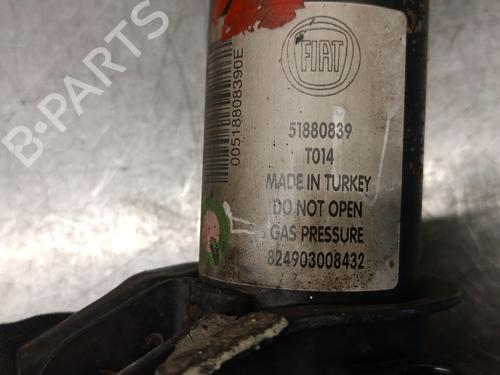 B-PARTS
FIAT
00518808390E
51880839
T014
MADE IN TURKEY
DO NOT OPEN
GAS PRESSURE
824903008432